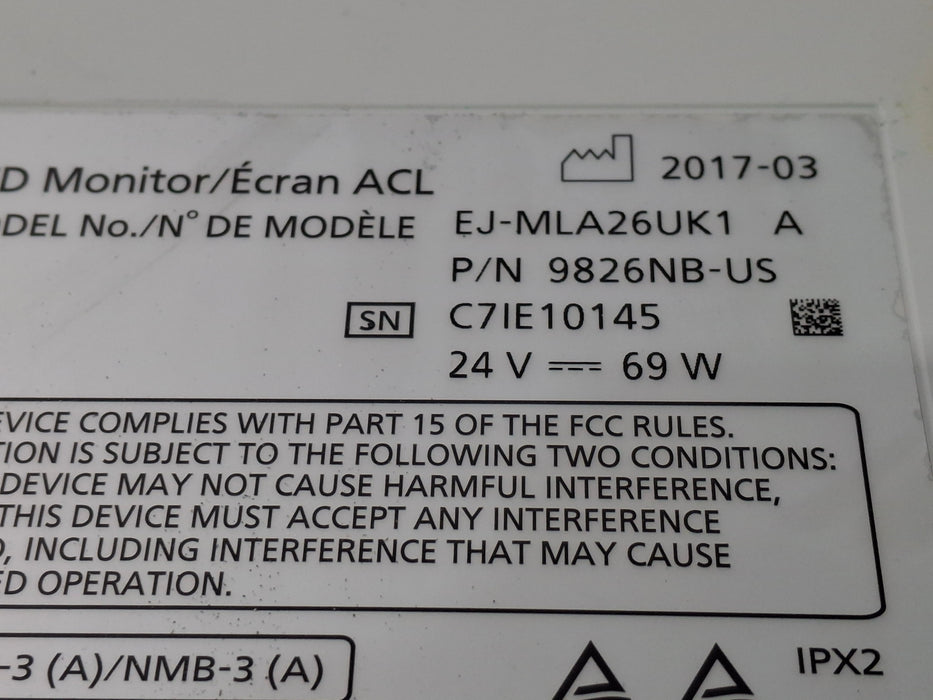 D Monitor/Écran ACL
2017-03
DEL No./N° DE MODÈLE EJ-MLA26UK1 A
P/N 9826NB-US
SN C7IE10145
24 V ⎓ 69 W
EVICE COMPLIES WITH PART 15 OF THE FCC RULES.
TION IS SUBJECT TO THE FOLLOWING TWO CONDITIONS:
DEVICE MAY NOT CAUSE HARMFUL INTERFERENCE,
THIS DEVICE MUST ACCEPT ANY INTERFERENCE
D, INCLUDING INTERFERENCE THAT MAY CAUSE
ED OPERATION.
-3 (A)/NMB-3 (A)
IPX2